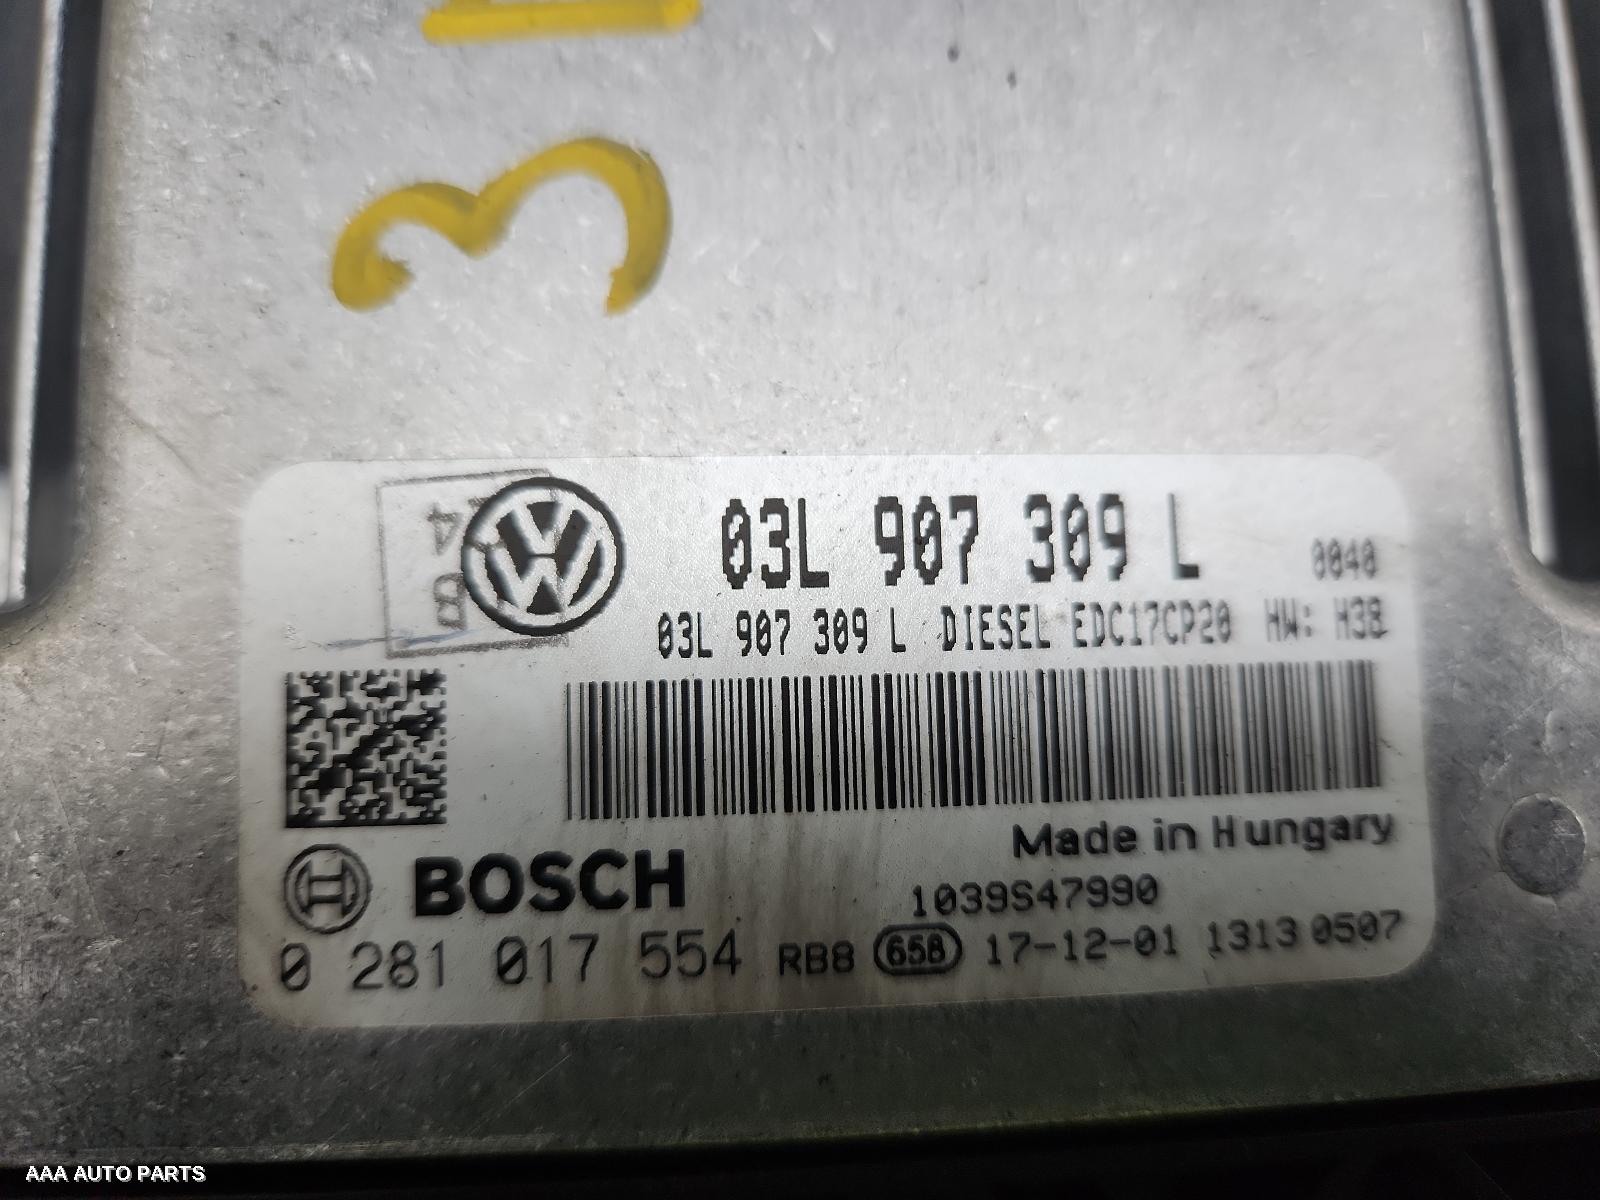 3
03L 907 309 L
0040
03L 907 309 L DIESEL EDC17CP20 HW: H38
Made in Hungary
BOSCH
1039S47990
0 281 017 554 RB8 658 17-12-01 1313 0507
AAA AUTO PARTS